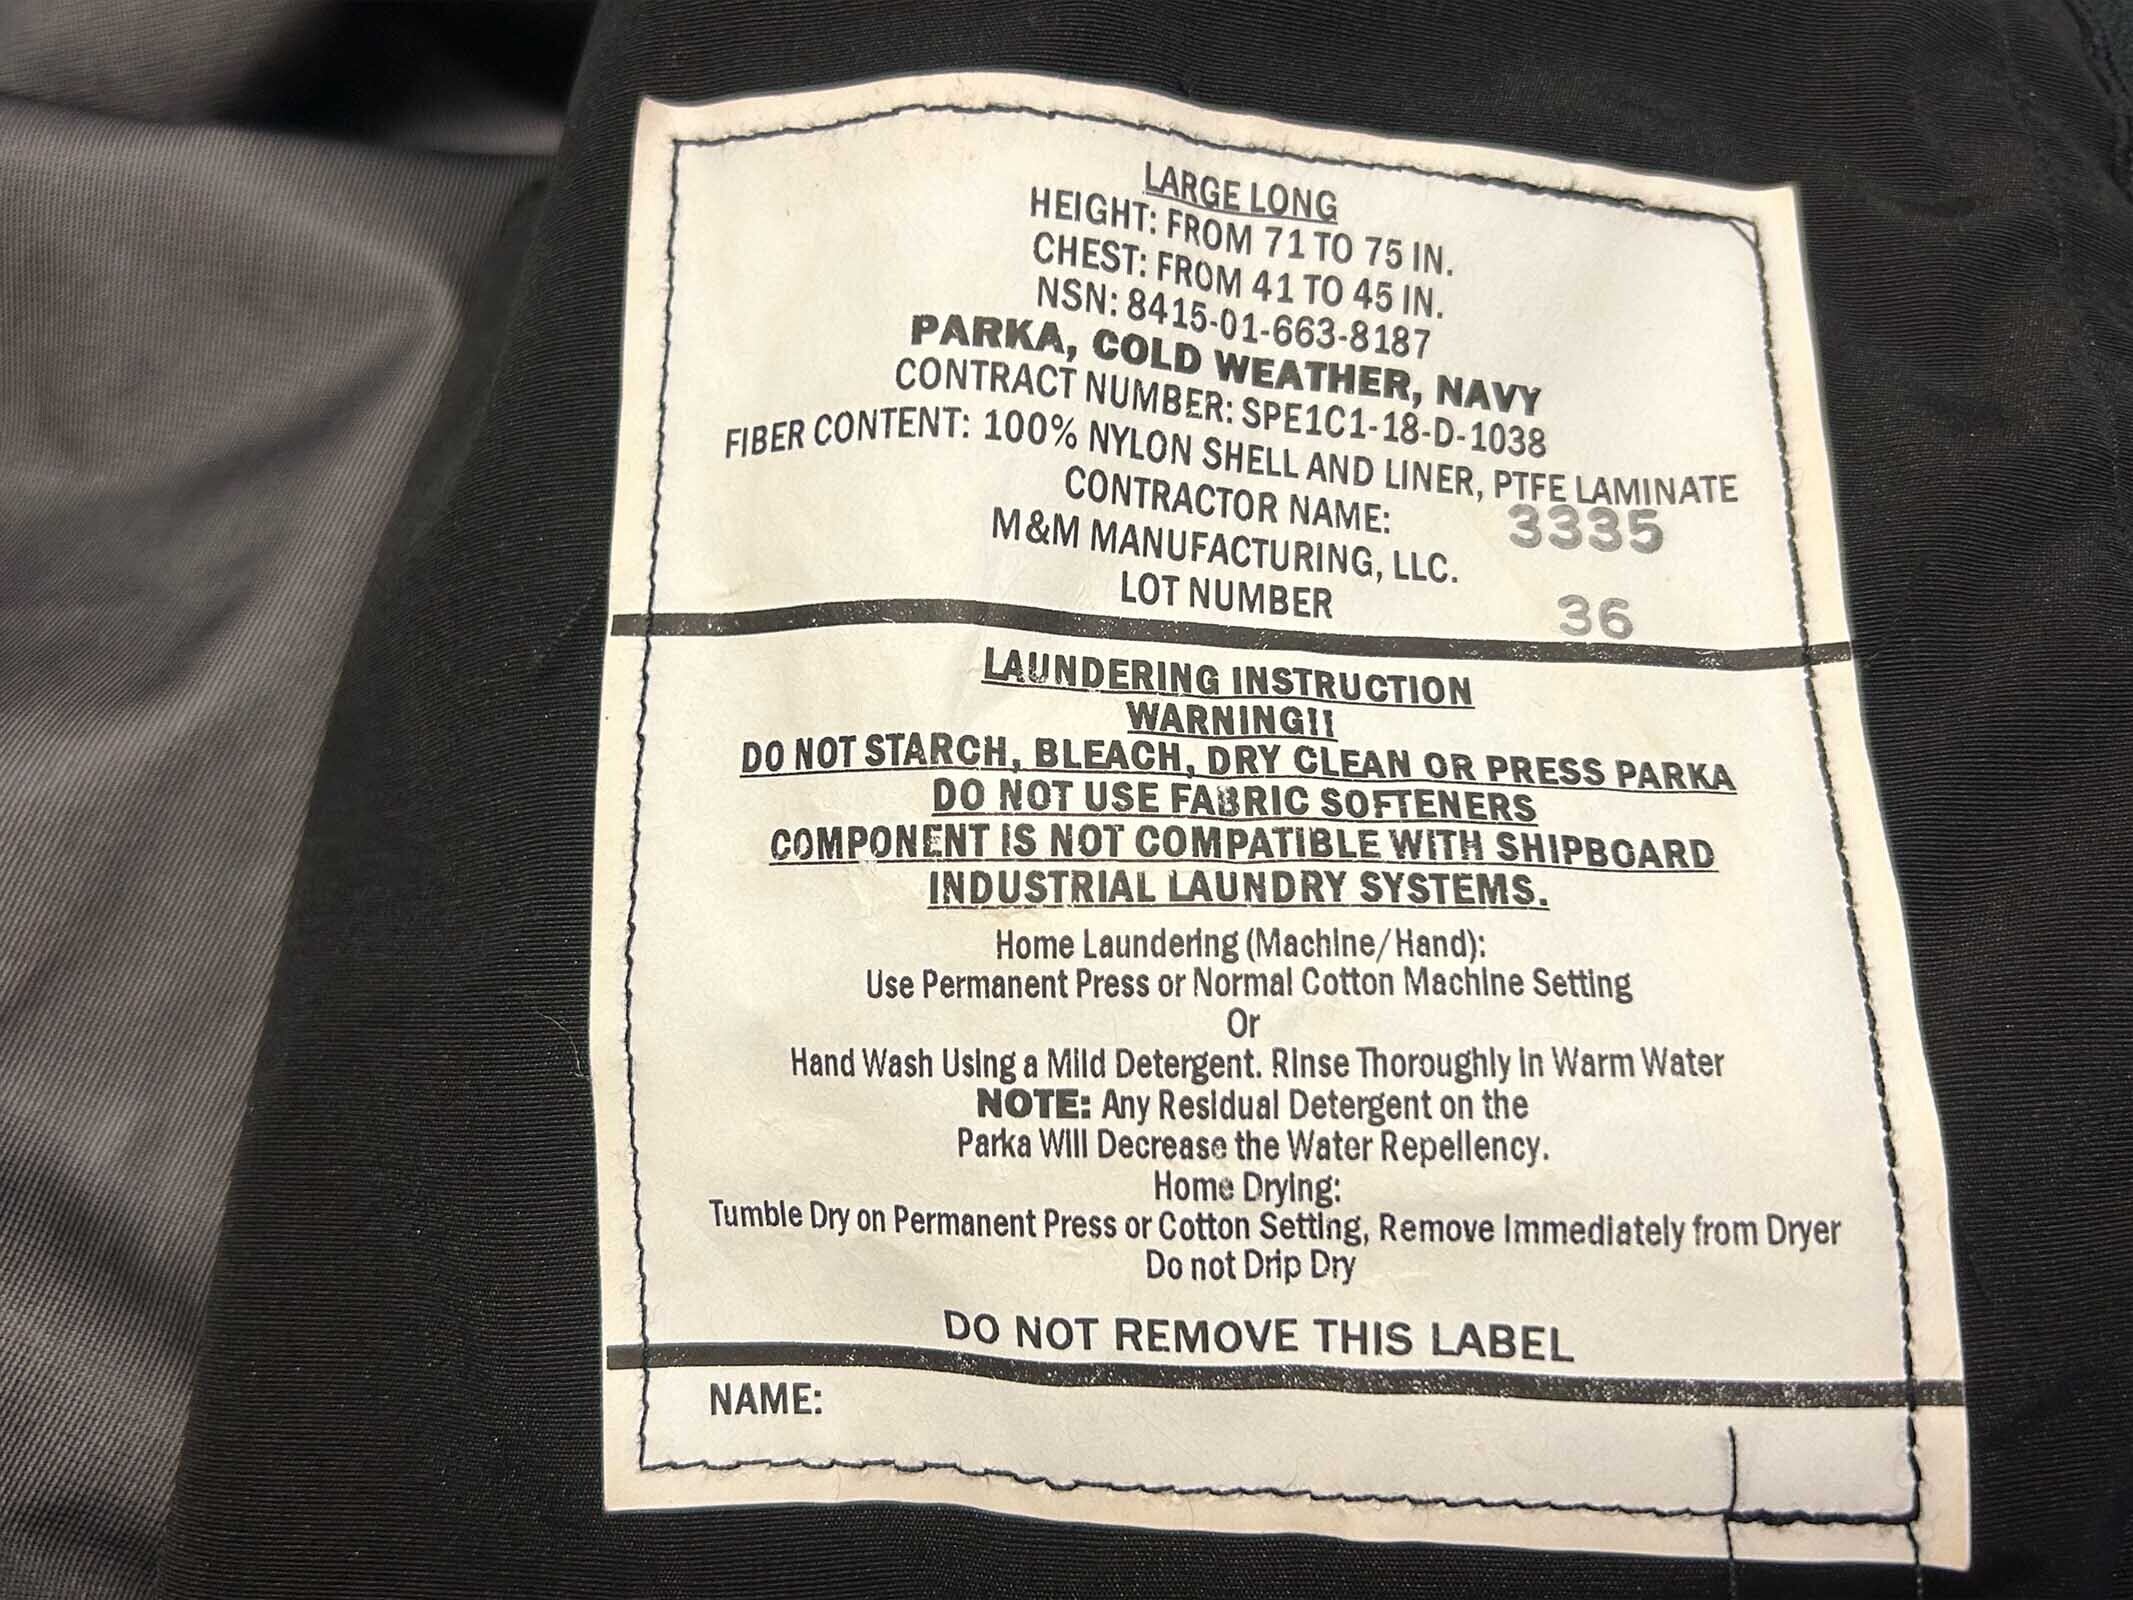 LARGE LONG
HEIGHT: FROM 71 TO 75 IN.
CHEST: FROM 41 TO 45 IN.
NSN: 8415-01-663-8187
PARKA, COLD WEATHER, NAVY
CONTRACT NUMBER: SPE1C1-18-D-1038
FIBER CONTENT: 100% NYLON SHELL AND LINER, PTFE LAMINATE
CONTRACTOR NAME: 3335
M&M MANUFACTURING, LLC.
LOT NUMBER 36
LAUNDERING INSTRUCTION
WARNING!!
DO NOT STARCH, BLEACH, DRY CLEAN OR PRESS PARKA
DO NOT USE FABRIC SOFTENERS
COMPONENT IS NOT COMPATIBLE WITH SHIPBOARD
INDUSTRIAL LAUNDRY SYSTEMS.
Home Laundering (Machine/Hand):
Use Permanent Press or Normal Cotton Machine Setting
Or
Hand Wash Using a Mild Detergent. Rinse Thoroughly in Warm Water
NOTE: Any Residual Detergent on the
Parka Will Decrease the Water Repellency.
Home Drying:
Tumble Dry on Permanent Press or Cotton Setting, Remove Immediately from Dryer
Do not Drip Dry
DO NOT REMOVE THIS LABEL
NAME: